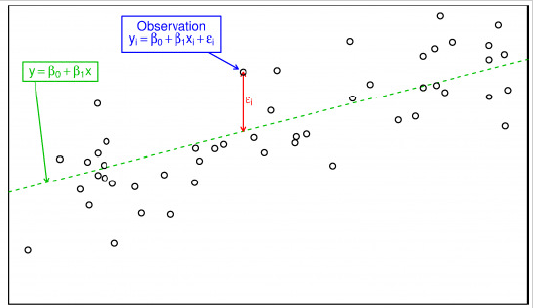 Observation
yᵢ = β₀ + β₁xᵢ + εᵢ
y = β₀ + β₁x
εᵢ